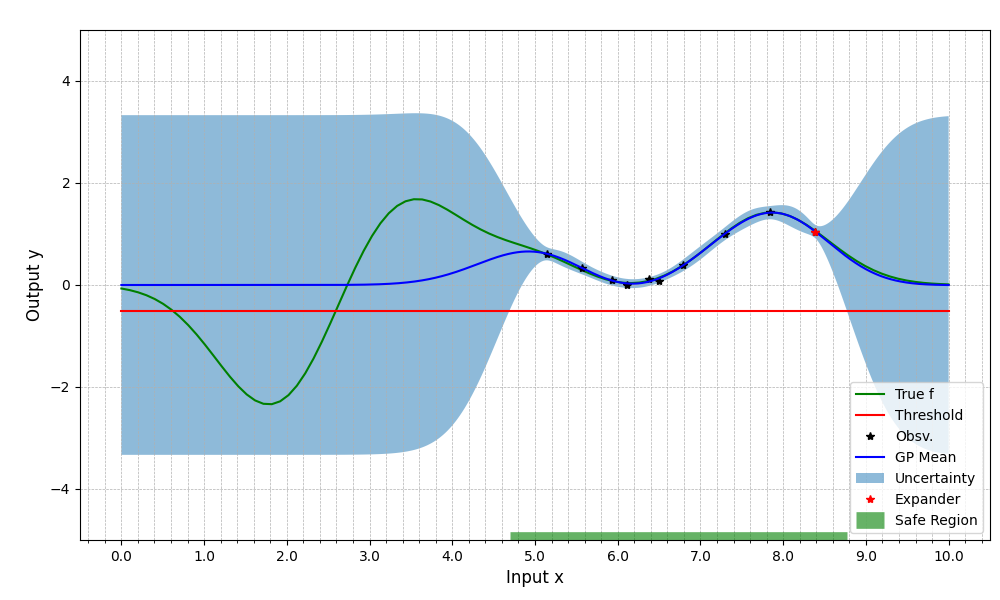 4
2
0
−2
−4
Output y
0.0 1.0 2.0 3.0 4.0 5.0 6.0 7.0 8.0 9.0 10.0
Input x
True f
Threshold
Obsv.
GP Mean
Uncertainty
Expander
Safe Region